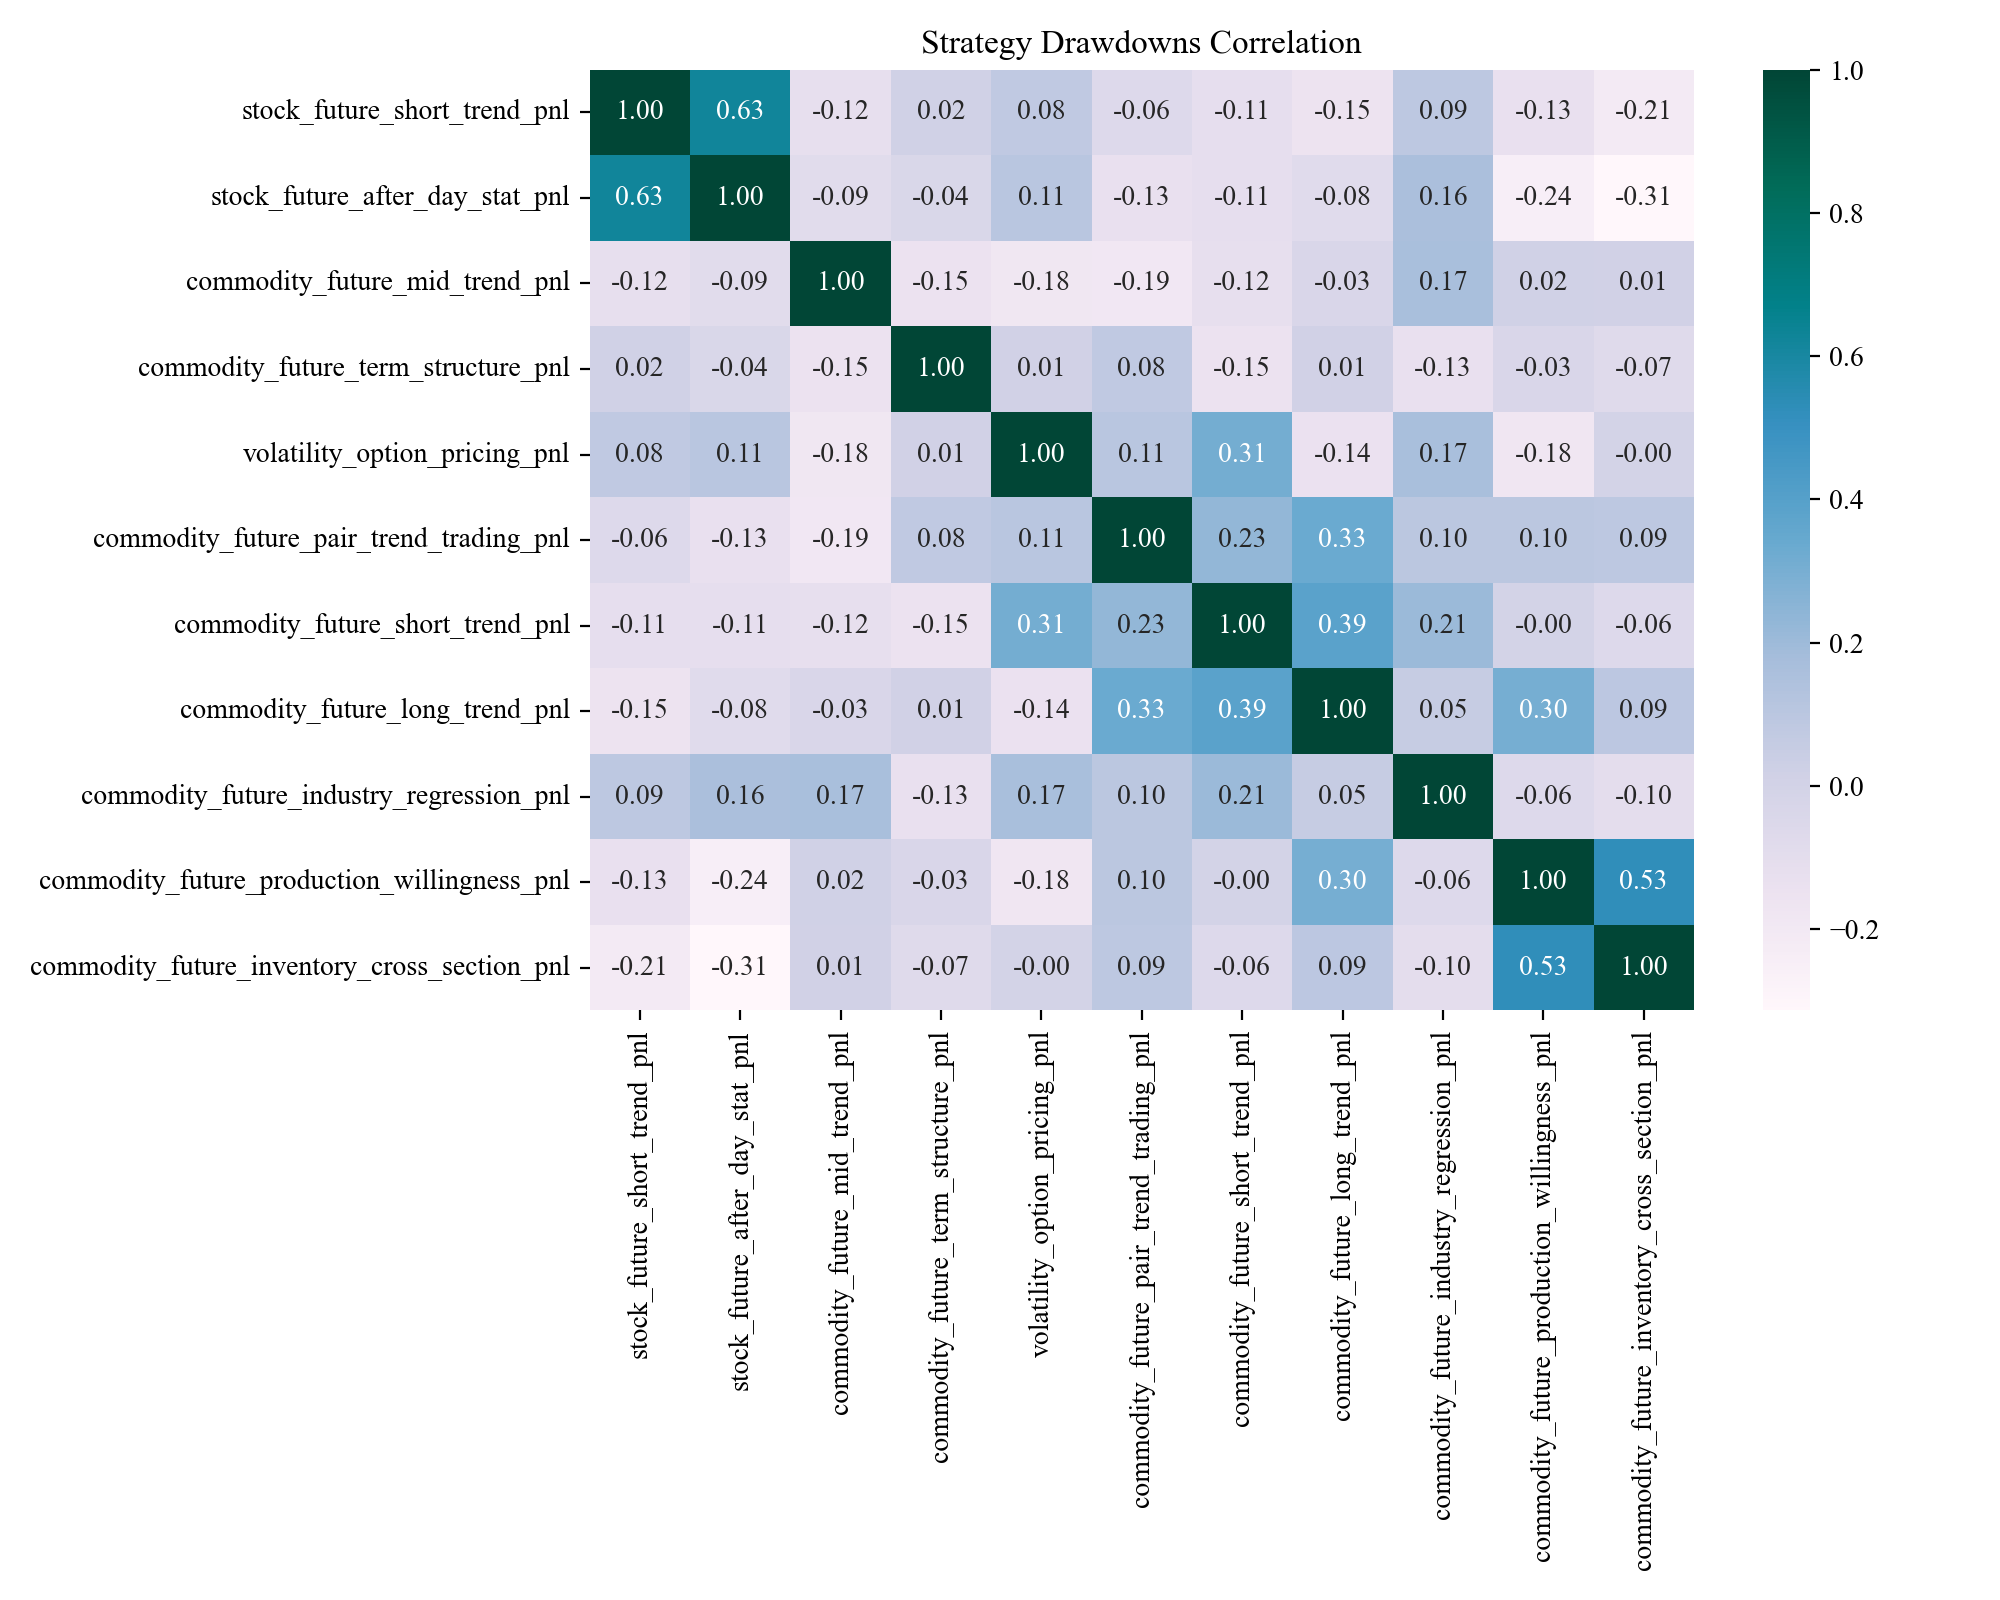 Strategy Drawdowns Correlation
stock_future_short_trend_pnl 1.00 0.63 -0.12 0.02 0.08 -0.06 -0.11 -0.15 0.09 -0.13 -0.21
stock_future_after_day_stat_pnl 0.63 1.00 -0.09 -0.04 0.11 -0.13 -0.11 -0.08 0.16 -0.24 -0.31
commodity_future_mid_trend_pnl -0.12 -0.09 1.00 -0.15 -0.18 -0.19 -0.12 -0.03 0.17 0.02 0.01
commodity_future_term_structure_pnl 0.02 -0.04 -0.15 1.00 0.01 0.08 -0.15 0.01 -0.13 -0.03 -0.07
volatility_option_pricing_pnl 0.08 0.11 -0.18 0.01 1.00 0.11 0.31 -0.14 0.17 -0.18 -0.00
commodity_future_pair_trend_trading_pnl -0.06 -0.13 -0.19 0.08 0.11 1.00 0.23 0.33 0.10 0.10 0.09
commodity_future_short_trend_pnl -0.11 -0.11 -0.12 -0.15 0.31 0.23 1.00 0.39 0.21 -0.00 -0.06
commodity_future_long_trend_pnl -0.15 -0.08 -0.03 0.01 -0.14 0.33 0.39 1.00 0.05 0.30 0.09
commodity_future_industry_regression_pnl 0.09 0.16 0.17 -0.13 0.17 0.10 0.21 0.05 1.00 -0.06 -0.10
commodity_future_production_willingness_pnl -0.13 -0.24 0.02 -0.03 -0.18 0.10 -0.00 0.30 -0.06 1.00 0.53
commodity_future_inventory_cross_section_pnl -0.21 -0.31 0.01 -0.07 -0.00 0.09 -0.06 0.09 -0.10 0.53 1.00
stock_future_short_trend_pnl
stock_future_after_day_stat_pnl
commodity_future_mid_trend_pnl
commodity_future_term_structure_pnl
volatility_option_pricing_pnl
commodity_future_pair_trend_trading_pnl
commodity_future_short_trend_pnl
commodity_future_long_trend_pnl
commodity_future_industry_regression_pnl
commodity_future_production_willingness_pnl
commodity_future_inventory_cross_section_pnl
1.0
0.8
0.6
0.4
0.2
0.0
−0.2